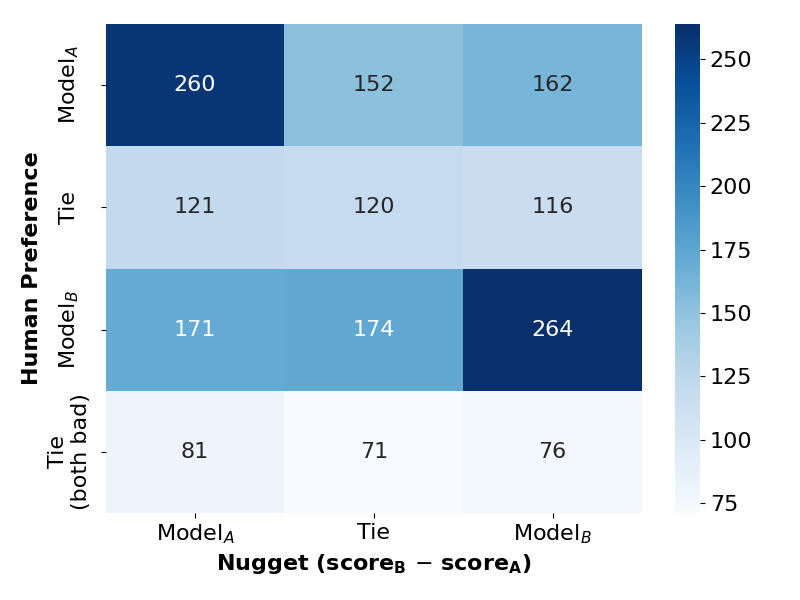 Human Preference
Model_A
260 152 162
Tie
121 120 116
Model_B
171 174 264
Tie
(both bad)
81 71 76
Model_A Tie Model_B
Nugget (score_B − score_A)
250
225
200
175
150
125
100
75